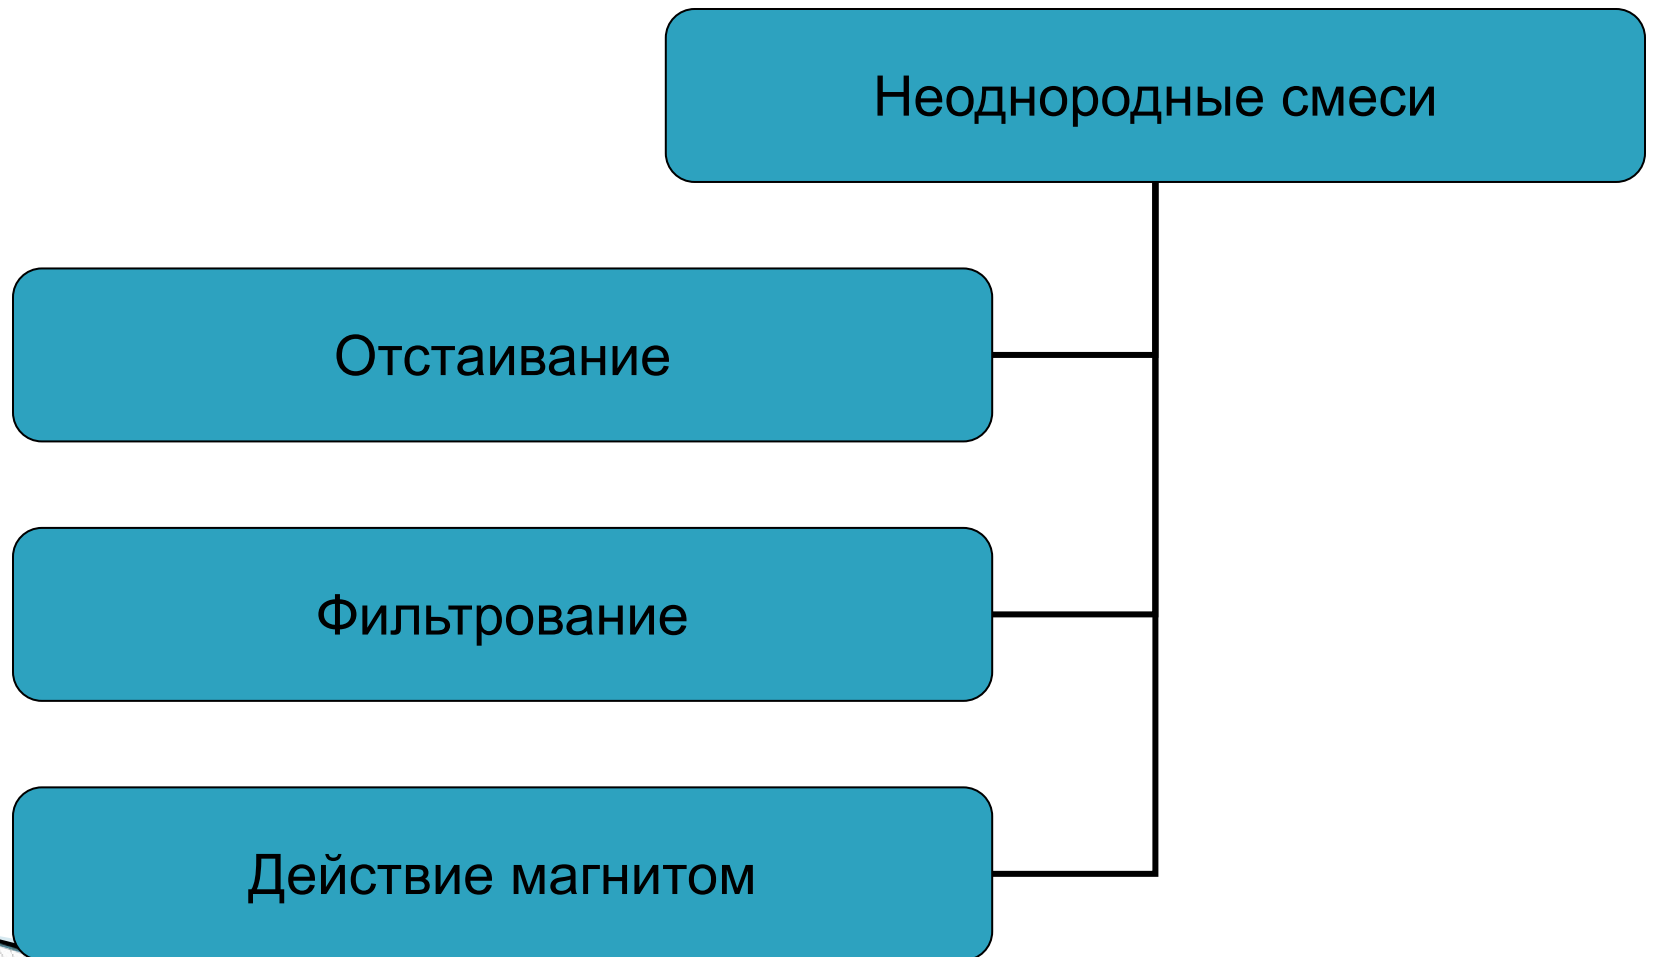 Неоднородные смеси
Отстаивание
Фильтрование
Действие магнитом